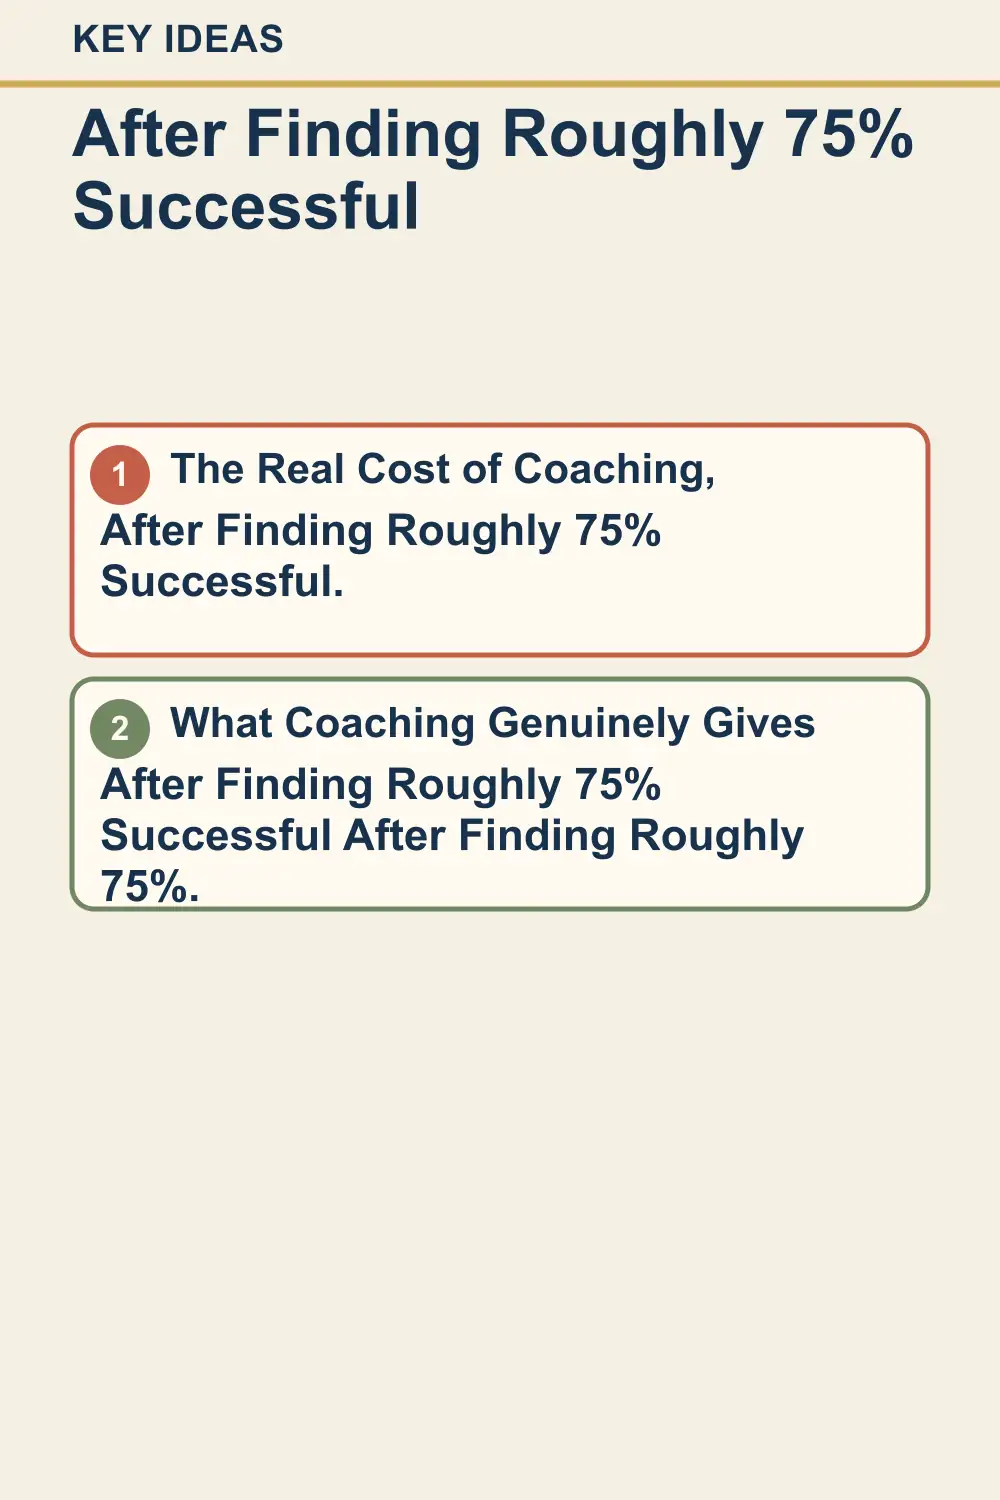 KEY IDEAS
After Finding Roughly 75%
Successful
1 The Real Cost of Coaching,
After Finding Roughly 75%
Successful.
2 What Coaching Genuinely Gives
After Finding Roughly 75%
Successful After Finding Roughly
75%.